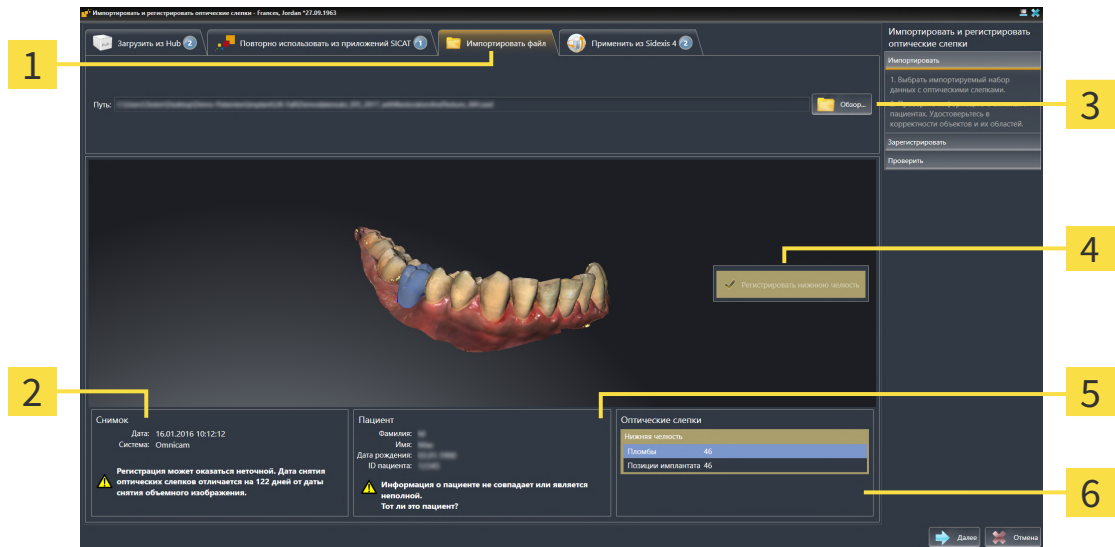 Импортировать и регистрировать оптические слепки - Frances, Jordan *27.09.1963
Загрузить из Hub 2
Повторно использовать из приложений SICAT 1
Импортировать файл
Применить из Sidexis 4 2
Импортировать и регистрировать
оптические слепки
Импортировать
1. Выбрать импортируемый набор
данных с оптическими слепками.
пациентах. Удостоверьтесь в
корректности объектов и их областей.
Зарегистрировать
Проверить
1
Путь:
Обзор...
3
4
Регистрировать нижнюю челюсть
2
5
6
Снимок
Дата: 16.01.2016 10:12:12
Система: Omnicam
Регистрация может оказаться неточной. Дата снятия
оптических слепков отличается на 122 дней от даты
снятия объемного изображения.
Пациент
Фамилия:
Имя:
Дата рождения:
ID пациента:
Информация о пациенте не совпадает или является
неполной.
Тот ли это пациент?
Оптические слепки
Нижняя челюсть
Пломбы 46
Позиции имплантата 46
Далее
Отмена